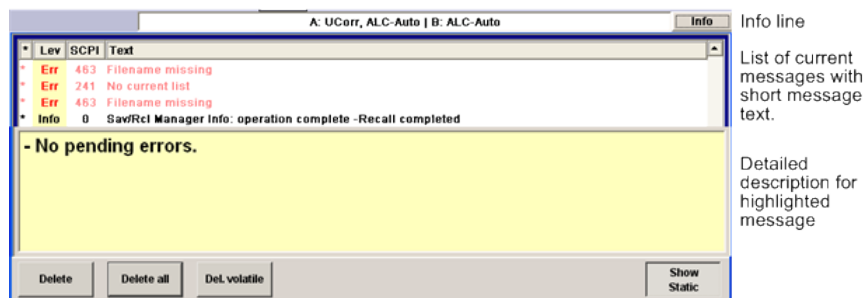 A: UCorr, ALC-Auto | B: ALC-Auto
Info
Info line
* Lev SCPI Text
* Err 463 Filename missing
* Err 241 No current list
* Err 463 Filename missing
* Info 0 Sav/Rcl Manager Info: operation complete -Recall completed
List of current
messages with
short message
text.
- No pending errors.
Detailed
description for
highlighted
message
Delete
Delete all
Del. volatile
Show
Static